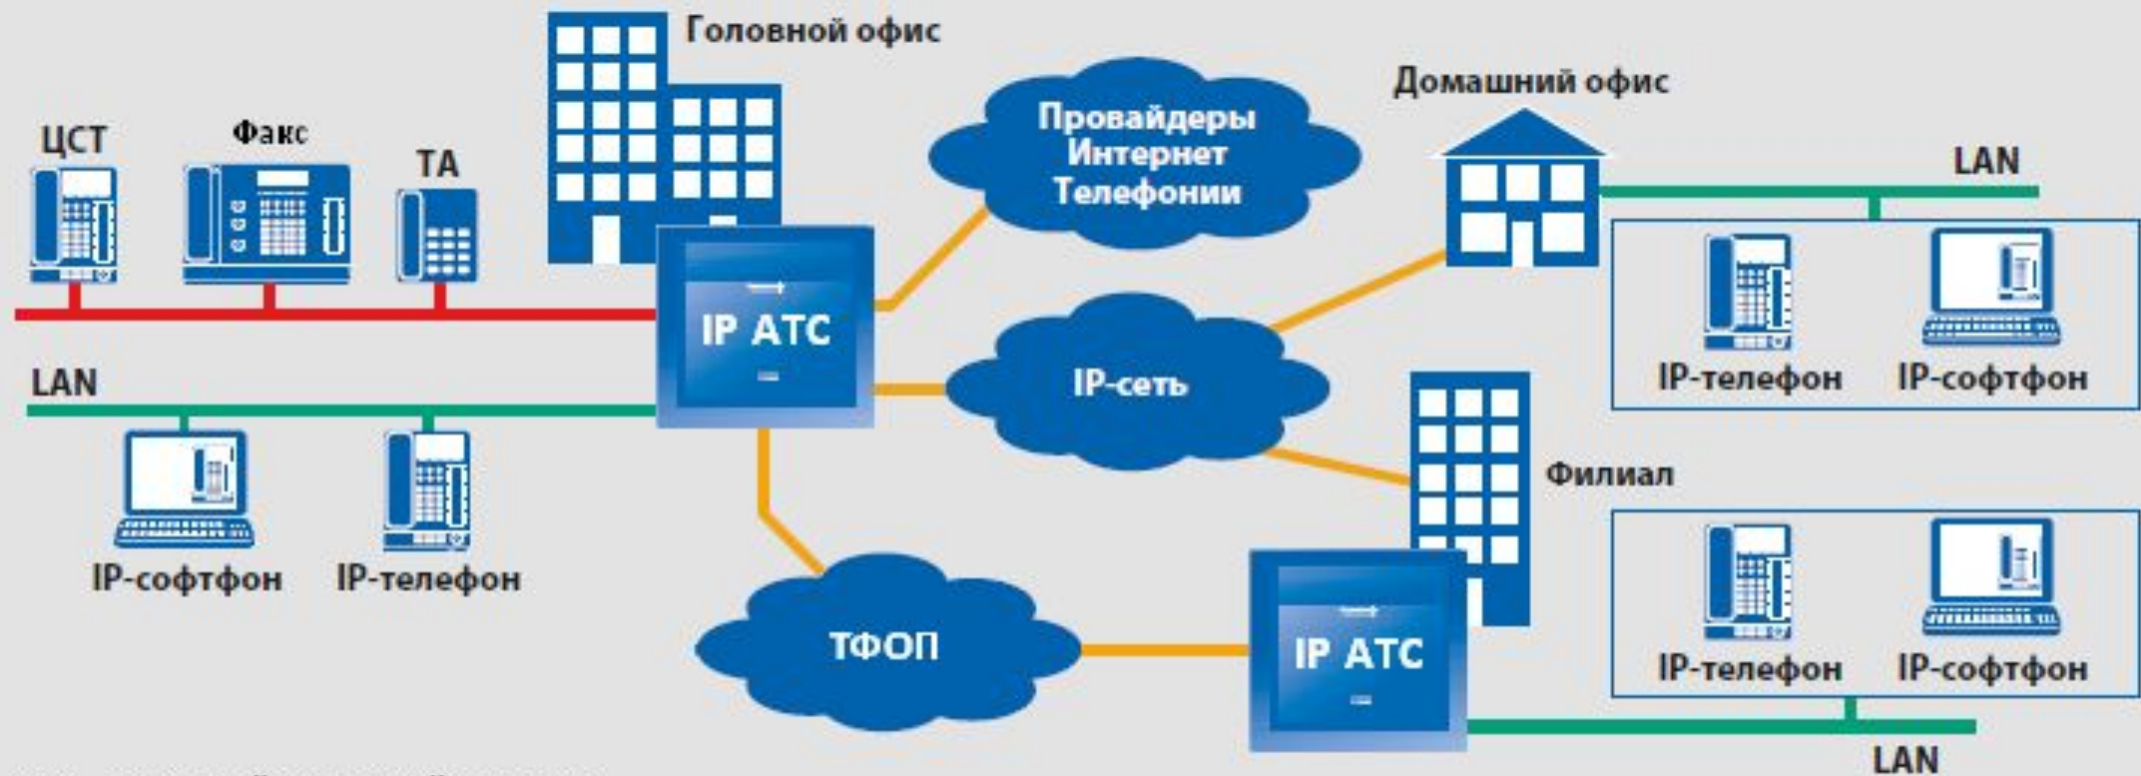 Головной офис
Домашний офис
Провайдеры
Интернет
Телефонии
ЦСТ
Факс
ТА
LAN
IP АТС
LAN
IP-сеть
IP-телефон
IP-софтфон
Филиал
IP-софтфон
IP-телефон
ТФОП
IP АТС
IP-телефон
IP-софтфон
LAN